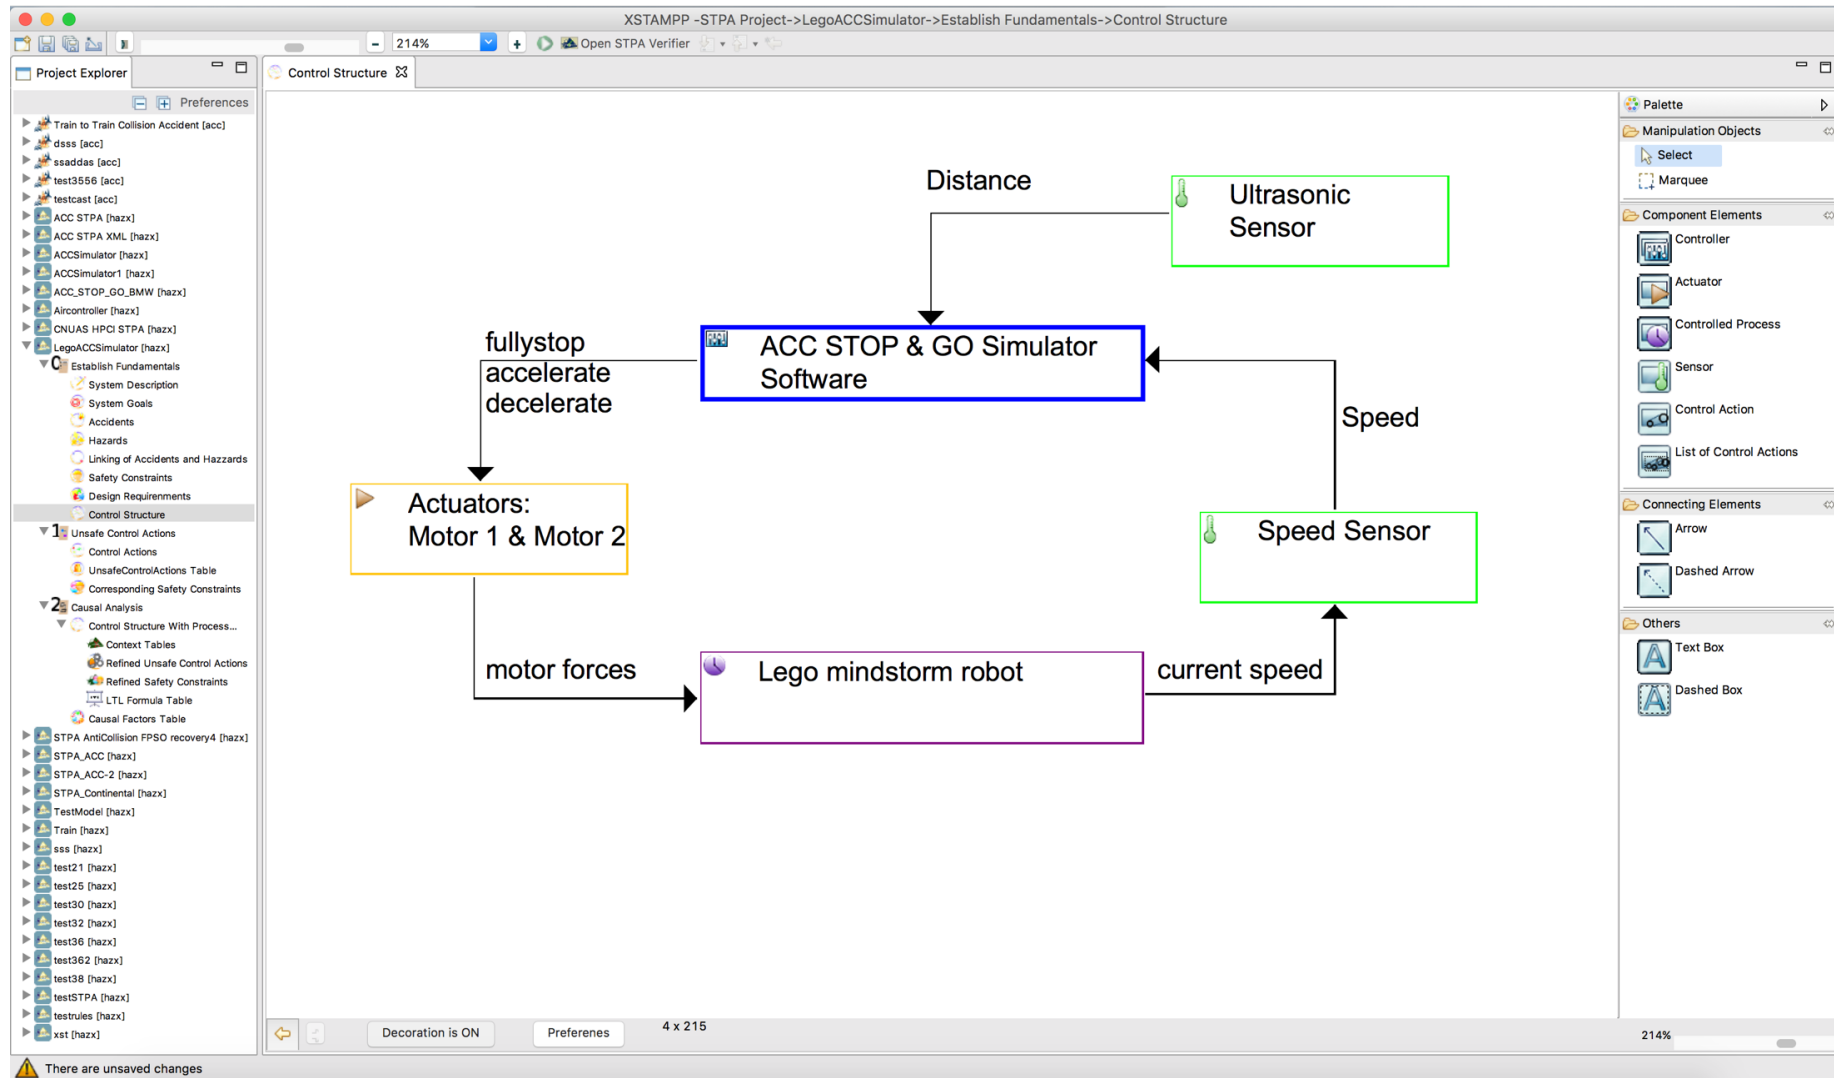 XSTAMPP -STPA Project->LegoACCSimulator->Establish Fundamentals->Control Structure
214%
Open STPA Verifier
Project Explorer
Preferences
Train to Train Collision Accident [acc]
dsss [acc]
ssaddas [acc]
test3556 [acc]
testcast [acc]
ACC STPA [hazx]
ACC STPA XML [hazx]
ACCSimulator [hazx]
ACCSimulator1 [hazx]
ACC_STOP_GO_BMW [hazx]
Aircontroller [hazx]
CNUAS HPCI STPA [hazx]
LegoACCSimulator [hazx]
0 Establish Fundamentals
System Description
System Goals
Accidents
Hazards
Linking of Accidents and Hazzards
Safety Constraints
Design Requirenments
Control Structure
1 Unsafe Control Actions
Control Actions
UnsafeControlActions Table
Corresponding Safety Constraints
2 Causal Analysis
Control Structure With Process...
Context Tables
Refined Unsafe Control Actions
Refined Safety Constraints
LTL Formula Table
Causal Factors Table
STPA AntiCollision FPSO recovery4 [hazx]
STPA_ACC [hazx]
STPA_ACC-2 [hazx]
STPA_Continental [hazx]
TestModel [hazx]
Train [hazx]
sss [hazx]
test21 [hazx]
test25 [hazx]
test30 [hazx]
test32 [hazx]
test36 [hazx]
test362 [hazx]
test38 [hazx]
testSTPA [hazx]
testrules [hazx]
xst [hazx]
Control Structure
Distance
Ultrasonic
Sensor
fullystop
accelerate
decelerate
ACC STOP & GO Simulator
Software
Speed
Actuators:
Motor 1 & Motor 2
Speed Sensor
motor forces
Lego mindstorm robot
current speed
Decoration is ON
Preferenes
4 x 215
Palette
Manipulation Objects
Select
Marquee
Component Elements
Controller
Actuator
Controlled Process
Sensor
Control Action
List of Control Actions
Connecting Elements
Arrow
Dashed Arrow
Others
Text Box
Dashed Box
214%
There are unsaved changes